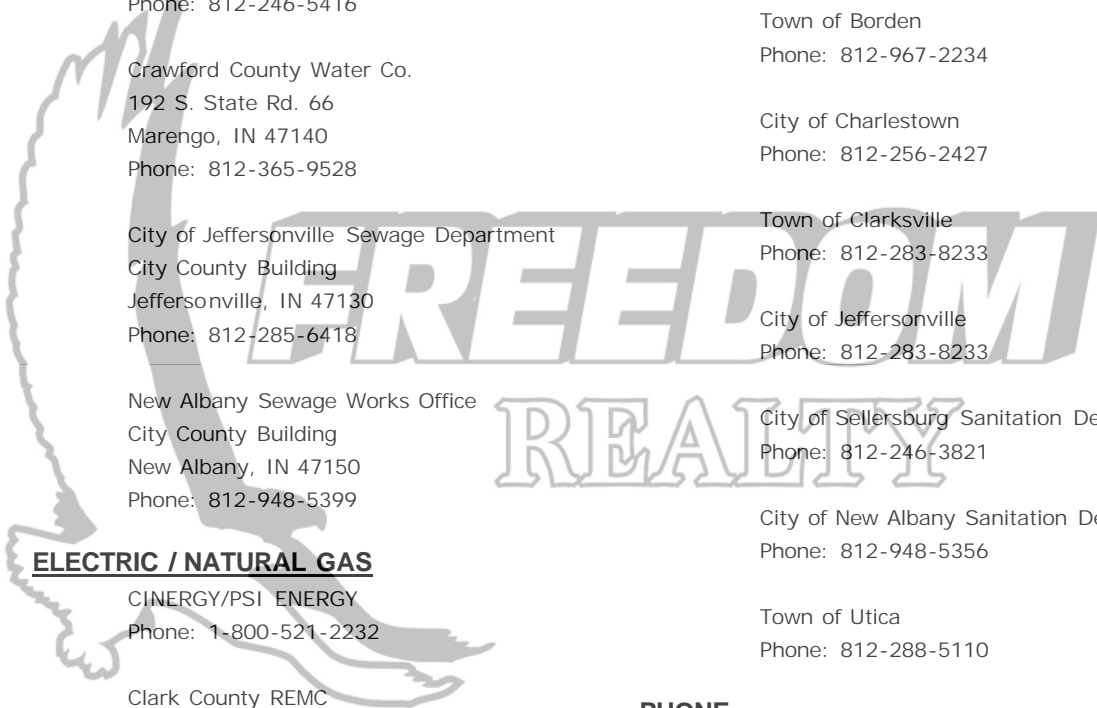 Phone: 812-246-5416
Crawford County Water Co.
192 S. State Rd. 66
Marengo, IN 47140
Phone: 812-365-9528
City of Jeffersonville Sewage Department
City County Building
Jeffersonville, IN 47130
Phone: 812-285-6418
New Albany Sewage Works Office
City County Building
New Albany, IN 47150
Phone: 812-948-5399
ELECTRIC / NATURAL GAS
CINERGY/PSI ENERGY
Phone: 1-800-521-2232
Clark County REMC
Town of Borden
Phone: 812-967-2234
City of Charlestown
Phone: 812-256-2427
Town of Clarksville
Phone: 812-283-8233
City of Jeffersonville
Phone: 812-283-8233
City of Sellersburg Sanitation De
Phone: 812-246-3821
City of New Albany Sanitation De
Phone: 812-948-5356
Town of Utica
Phone: 812-288-5110
PHONE
FREEDOM
REALTY